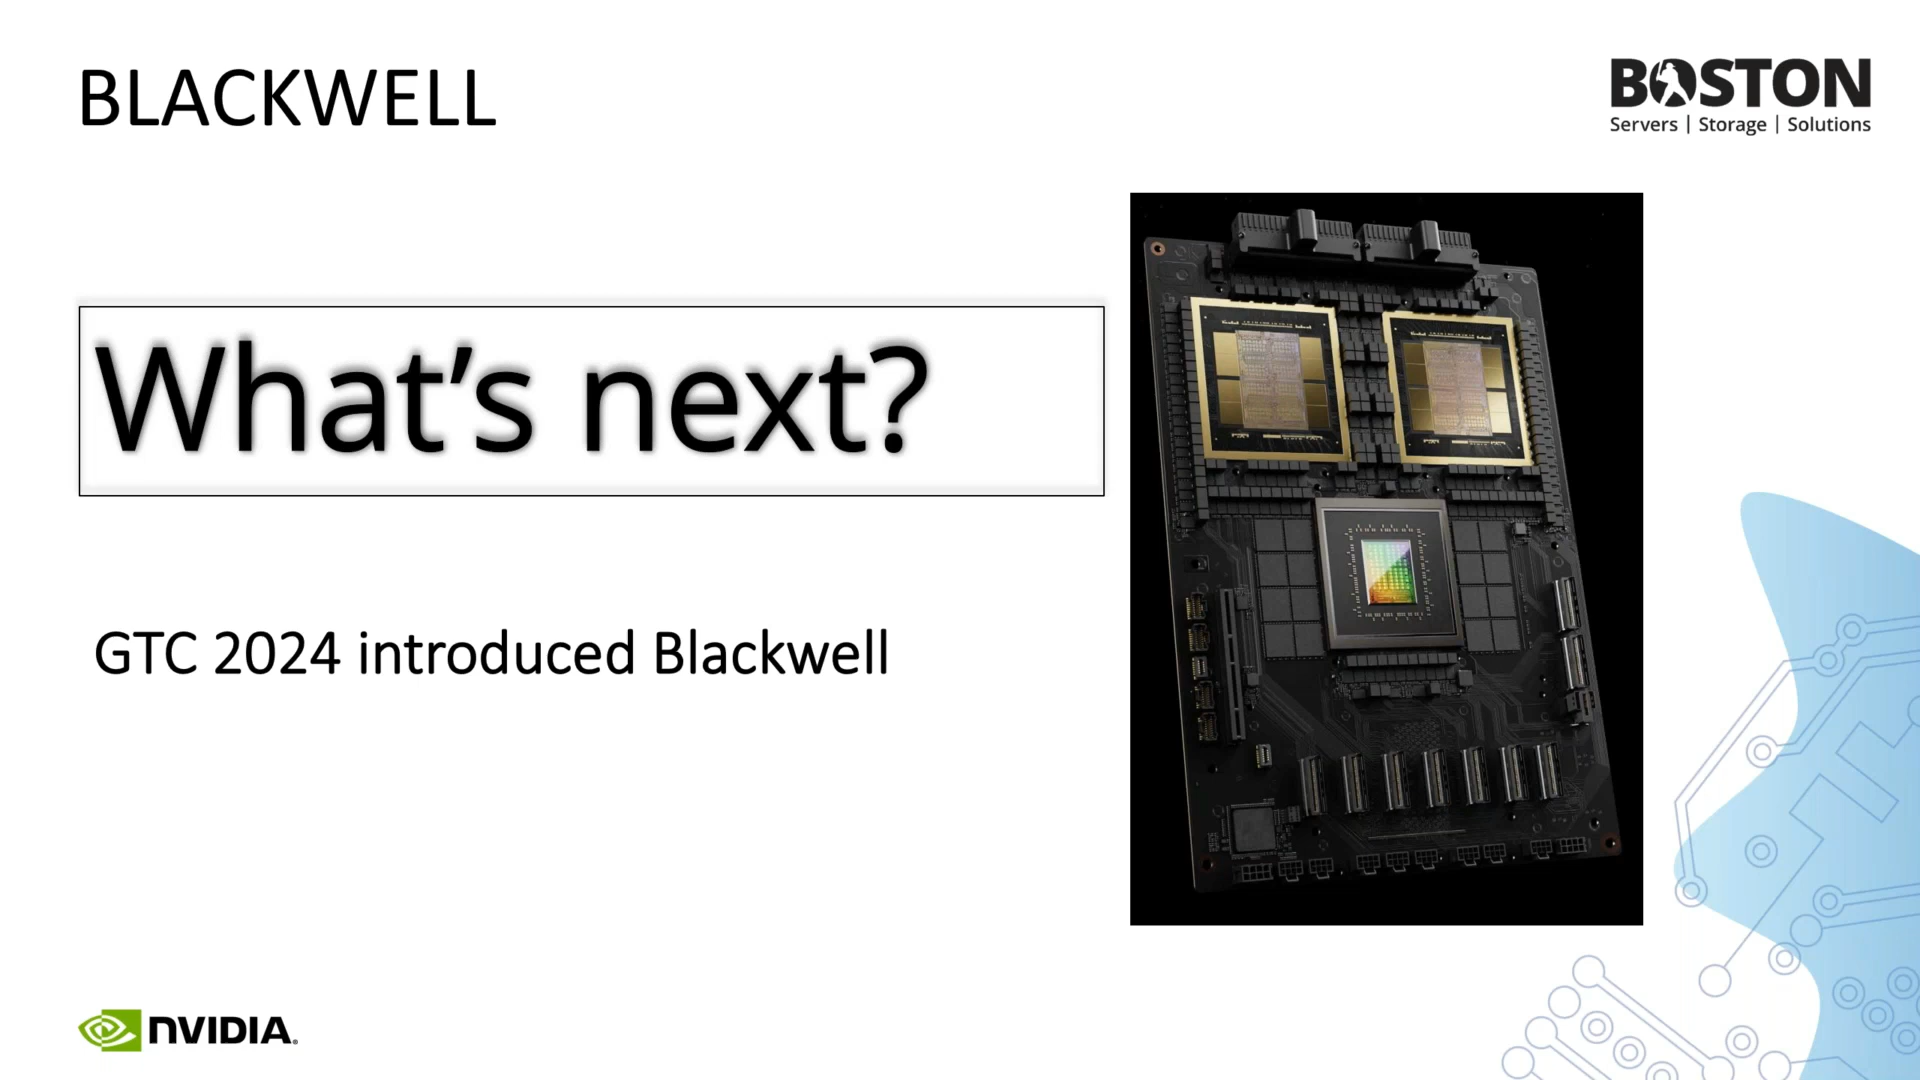 BLACKWELL
BOSTON
Servers | Storage | Solutions
What's next?
GTC 2024 introduced Blackwell
NVIDIA.